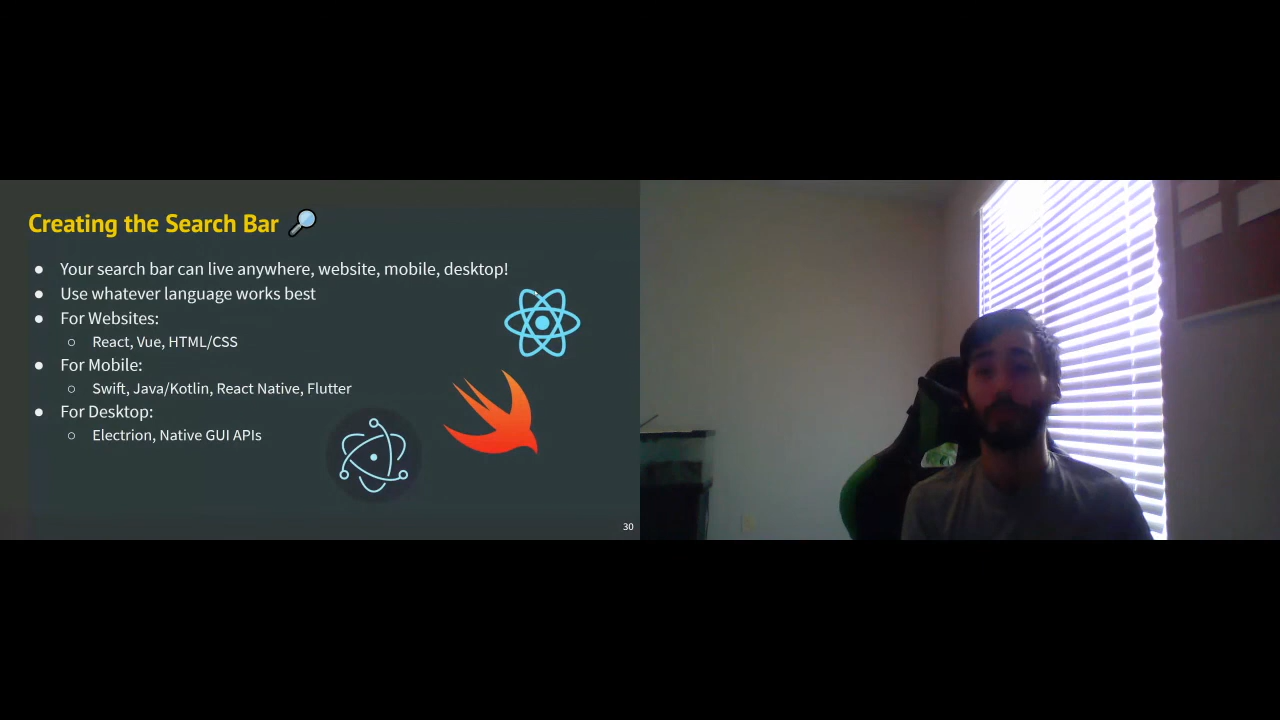 Creating the Search Bar 🔎
● Your search bar can live anywhere, website, mobile, desktop!
● Use whatever language works best
● For Websites:
○ React, Vue, HTML/CSS
● For Mobile:
○ Swift, Java/Kotlin, React Native, Flutter
● For Desktop:
○ Electrion, Native GUI APIs
30